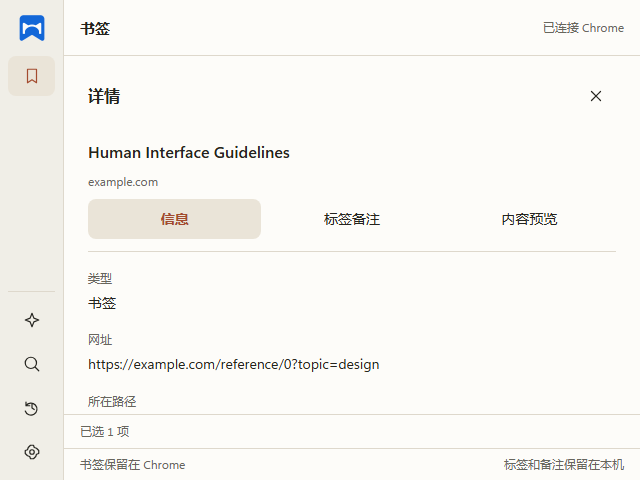 书签
已连接 Chrome
详情
Human Interface Guidelines
example.com
信息
标签备注
内容预览
类型
书签
网址
https://example.com/reference/0?topic=design
所在路径
已选 1 项
书签保留在 Chrome
标签和备注保留在本机